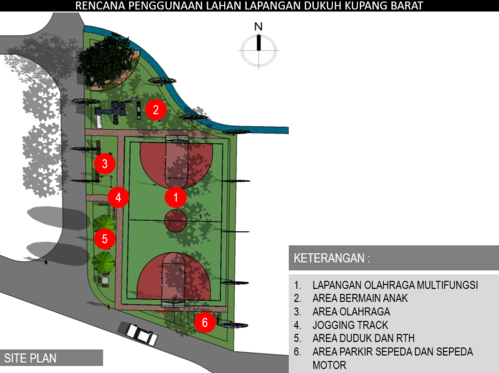 RENCANA PENGGUNAAN LAHAN LAPANGAN DUKUH KUPANG BARAT
N
2
3
4
1
5
6
KETERANGAN :
1. LAPANGAN OLAHRAGA MULTIFUNGSI
2. AREA BERMAIN ANAK
3. AREA OLAHRAGA
4. JOGGING TRACK
5. AREA DUDUK DAN RTH
6. AREA PARKIR SEPEDA DAN SEPEDA
MOTOR
SITE PLAN